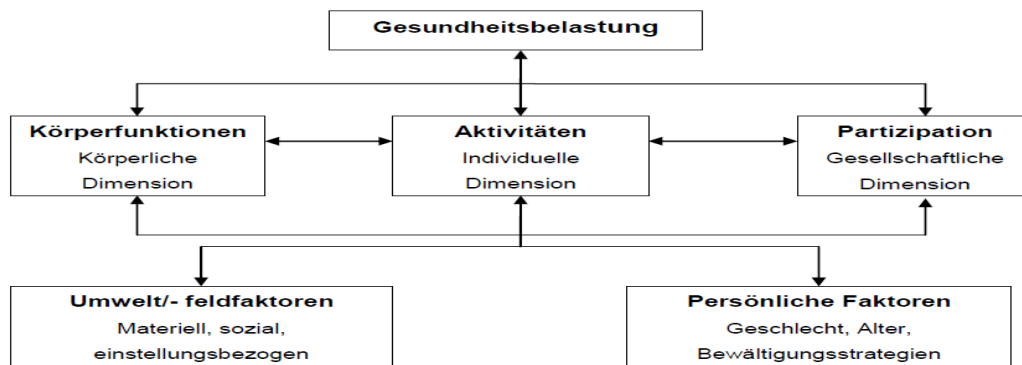 Gesundheitsbelastung
Körperfunktionen
Körperliche
Dimension
Aktivitäten
Individuelle
Dimension
Partizipation
Gesellschaftliche
Dimension
Umwelt/- feldfaktoren
Materiell, sozial,
einstellungsbezogen
Persönliche Faktoren
Geschlecht, Alter,
Bewältigungsstrategien